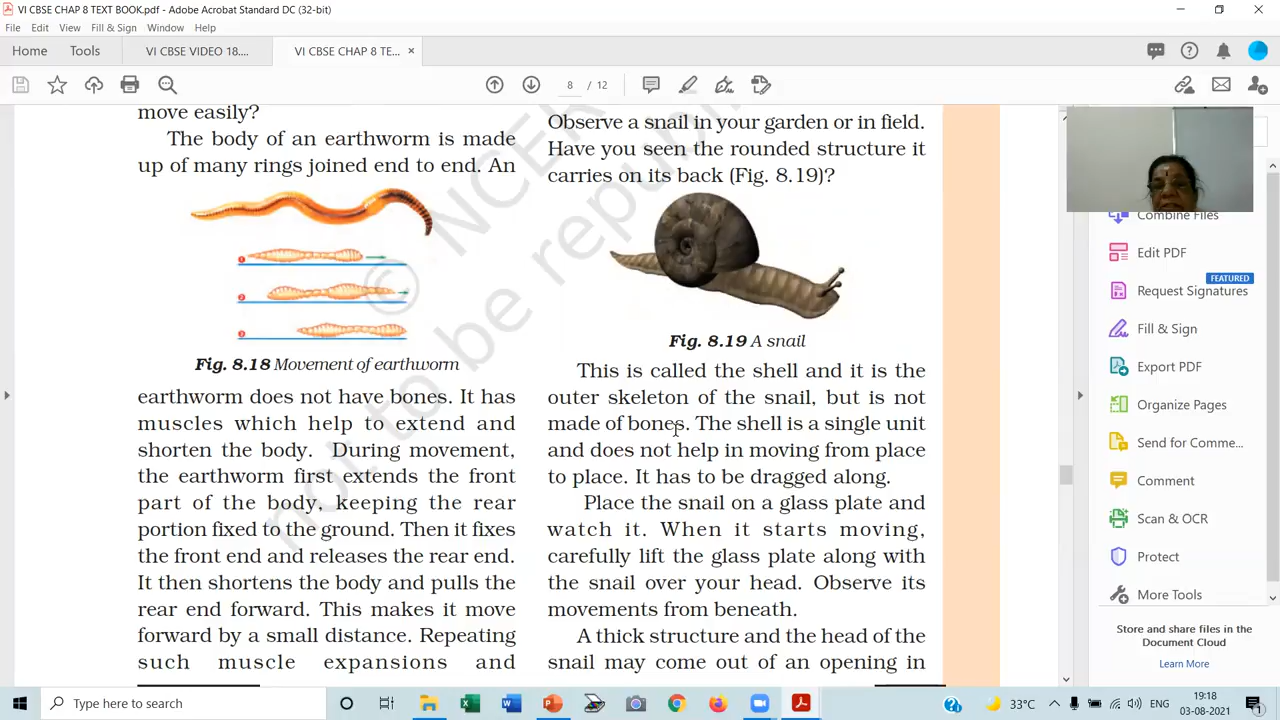 VI CBSE CHAP 8 TEXT BOOK.pdf - Adobe Acrobat Standard DC (32-bit)
File Edit View Fill & Sign Window Help
Home Tools VI CBSE VIDEO 18.... VI CBSE CHAP 8 TE... ×
8 / 12
move easily?
The body of an earthworm is made
up of many rings joined end to end. An
1
2
3
Fig. 8.18 Movement of earthworm
earthworm does not have bones. It has
muscles which help to extend and
shorten the body. During movement,
the earthworm first extends the front
part of the body, keeping the rear
portion fixed to the ground. Then it fixes
the front end and releases the rear end.
It then shortens the body and pulls the
rear end forward. This makes it move
forward by a small distance. Repeating
such muscle expansions and
Observe a snail in your garden or in field.
Have you seen the rounded structure it
carries on its back (Fig. 8.19)?
Fig. 8.19 A snail
This is called the shell and it is the
outer skeleton of the snail, but is not
made of bones. The shell is a single unit
and does not help in moving from place
to place. It has to be dragged along.
Place the snail on a glass plate and
watch it. When it starts moving,
carefully lift the glass plate along with
the snail over your head. Observe its
movements from beneath.
A thick structure and the head of the
snail may come out of an opening in
© NCER
not to be republi
Combine Files
Edit PDF
FEATURED
Request Signatures
Fill & Sign
Export PDF
Organize Pages
Send for Comme...
Comment
Scan & OCR
Protect
More Tools
Store and share files in the
Document Cloud
Learn More
Type here to search
33°C
ENG
19:18
03-08-2021
1